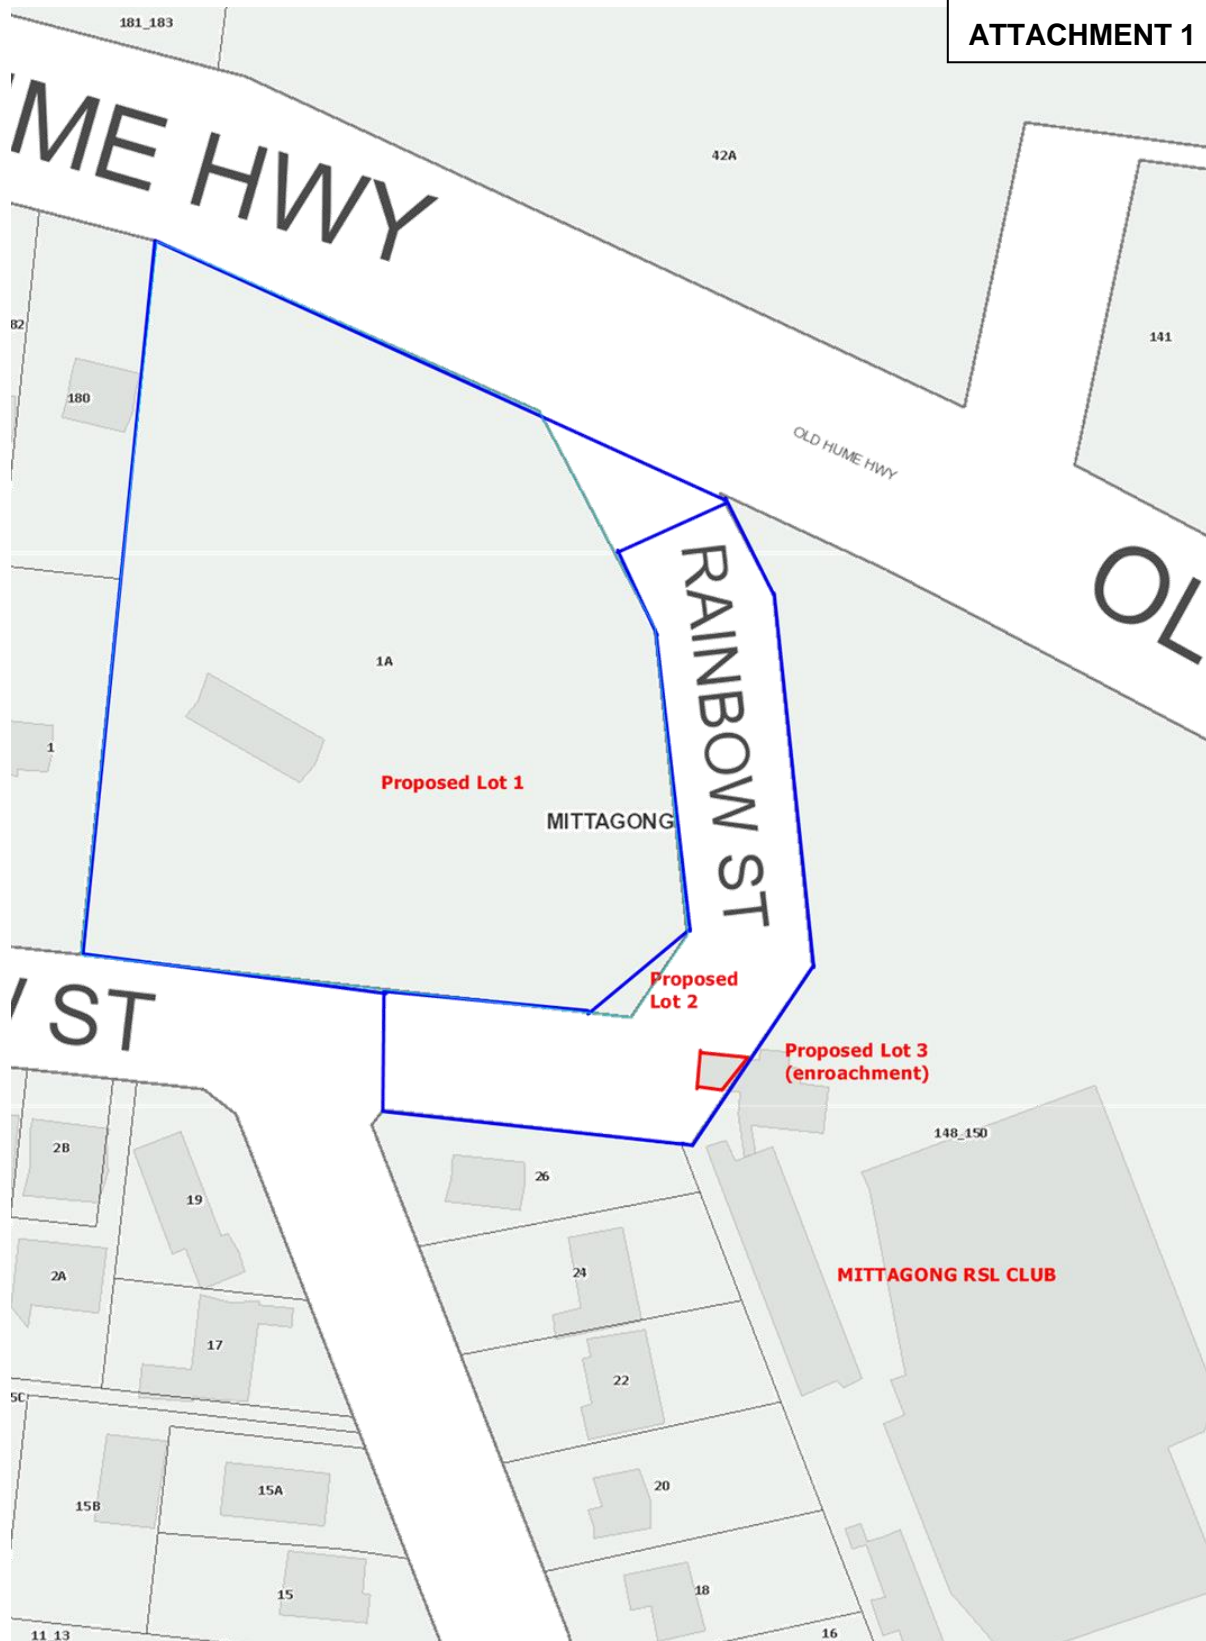 ATTACHMENT 1
181_183
UME HWY
42A
82
141
180
OLD HUME HWY
OL
RAINBOW ST
1A
1
Proposed Lot 1
MITTAGONG
Proposed
Lot 2
ST
Proposed Lot 3
(enroachment)
148_150
2B
26
19
24
2A
MITTAGONG RSL CLUB
17
22
5C
20
15A
15B
18
15
16
11_13